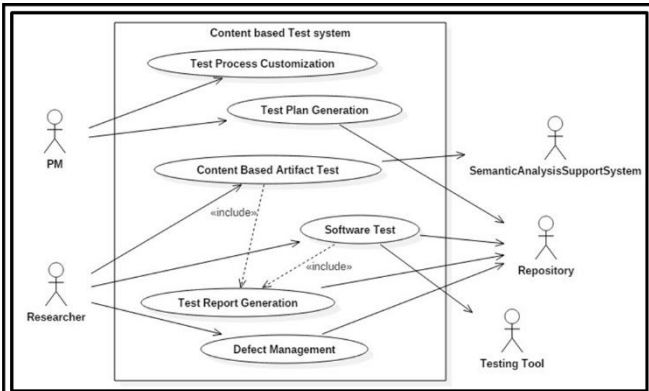 Content based Test system
Test Process Customization
Test Plan Generation
PM
Content Based Artifact Test
SemanticAnalysisSupportSystem
«include»
Software Test
«include»
Repository
Test Report Generation
Researcher
Defect Management
Testing Tool